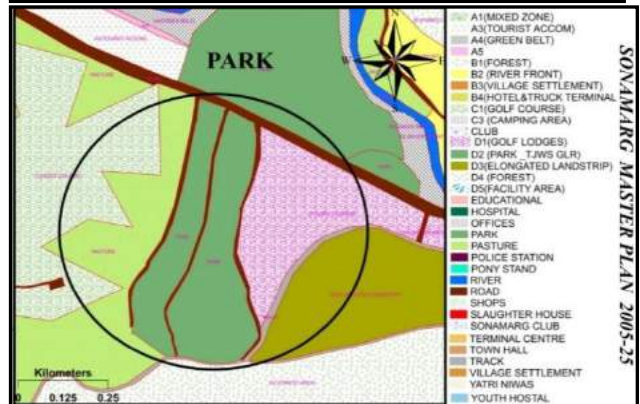 PARK
N
W
E
S
PASTURE
PASTURE
Kilometers
0 0.125 0.25
A1(MIXED ZONE)
A3(TOURIST ACCOM)
A4(GREEN BELT)
A5
B1(FOREST)
B2 (RIVER FRONT)
B3(VILLAGE SETTLEMENT)
B4(HOTEL&TRUCK TERMINAL
C1(GOLF COURSE)
C3 (CAMPING AREA)
CLUB
D1(GOLF LODGES)
D2 (PARK _TJWS GLR)
D3(ELONGATED LANDSTRIP)
D4 (FOREST)
D5(FACILITY AREA)
EDUCATIONAL
HOSPITAL
OFFICES
PARK
PASTURE
POLICE STATION
PONY STAND
RIVER
ROAD
SHOPS
SLAUGHTER HOUSE
SONAMARG CLUB
TERMINAL CENTRE
TOWN HALL
TRACK
VILLAGE SETTLEMENT
YATRI NIWAS
YOUTH HOSTAL
SONAMARG MASTER PLAN 2005-25